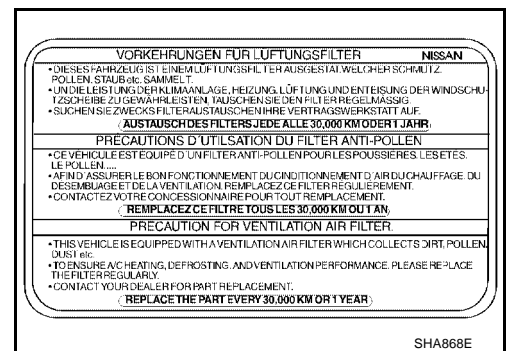 VORKEHRUNGEN FÜR LÜFTUNGSFILTER NISSAN
• DIESES FAHRZEUG IST EINEM LÜFTUNGSFILTER AUSGESTAT. WELCHER SCHMUTZ.
POLLEN. STAUB etc. SAMMELT.
• UN DIE LEISTUNG DER KLIMAANLAGE, HEIZUNG. LÜFTUNG UND ENTEISUNG DER WINDSCHU-
TZSCHEIBE ZU GEWÄHRLEISTEN, TAUSCHEN SIE DEN FILTER REGELMASSIG.
• SUCHEN SIE ZWECKS FILTERAUSTAUSCHEN IHRE VERTRAGSWERKSTATT AUF.
AUSTAUSCH DES FILTERS JEDE ALLE 30,000 KM ODER 1 JAHR
PRÉCAUTIONS D´UTILSATION DU FILTER ANTI-POLLEN
• CE VÉHICULE EST ÉQUIPÉ D´UN FILTER ANTI-POLLEN POUR LES POUSSIÈRES. LES ETÉS.
LE POLLEN.....
• AFIN D´ASSURER LE BON FONCTIONNEMENT DU CINDITIONNEMENT D´AIR DU CHAUFFAGE. DU
DESEMBUAGE ET DE LA VENTILATION. REMPLACEZ CE FILTER RÉGULIEREMENT.
• CONTACTEZ VOTRE CONCESSIONNAIRE POUR TOUT REMPLACEMENT.
REMPLACEZ CE FILTRE TOUS LES 30,000 KM OU 1 AN
PRECAUTION FOR VENTILATION AIR FILTER.
• THIS VEHICLE IS EQUIPPED WITH A VENTILATION AIR FILTER WHICH COLLECTS DIRT, POLLEN.
DUST etc.
• TO ENSURE A/C HEATING, DEFROSTING. AND VENTILATION PERFORMANCE. PLEASE REPLACE
THE FILTER REGULARLY.
• CONTACT YOUR DEALER FOR PART REPLACEMENT.
REPLACE THE PART EVERY 30,000 KM OR 1 YEAR
SHA868E